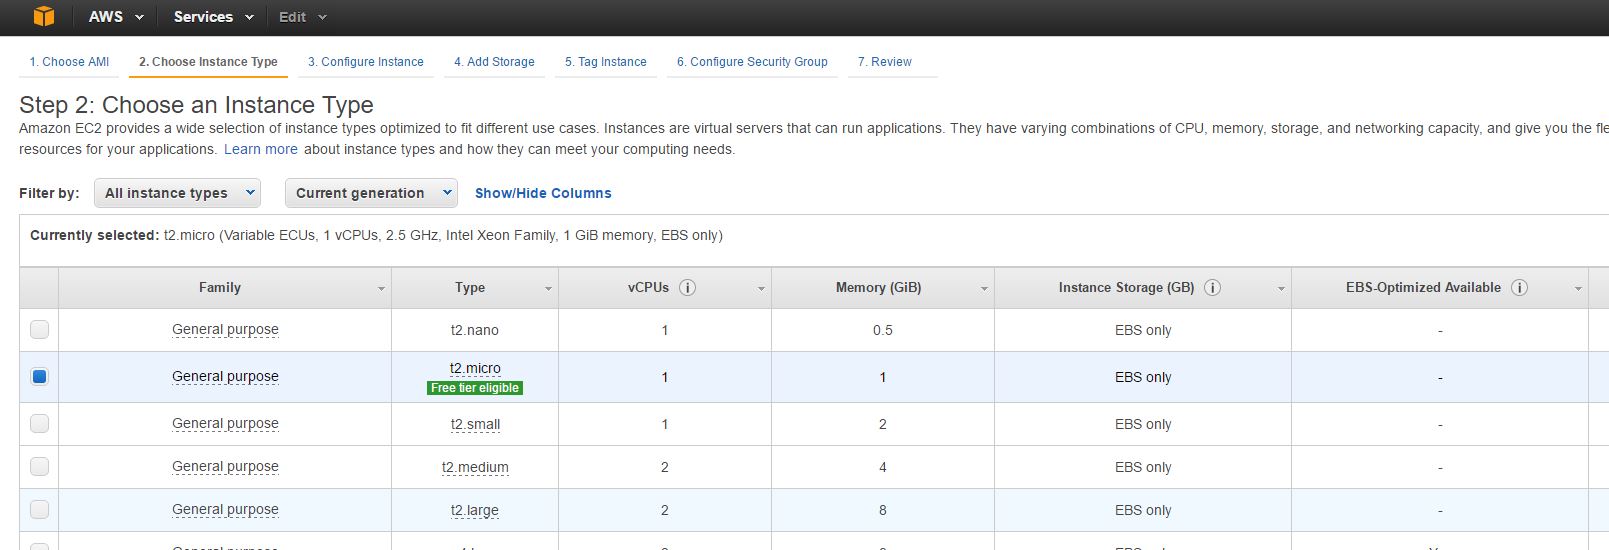 AWS Services Edit
1. Choose AMI 2. Choose Instance Type 3. Configure Instance 4. Add Storage 5. Tag Instance 6. Configure Security Group 7. Review
Step 2: Choose an Instance Type
Amazon EC2 provides a wide selection of instance types optimized to fit different use cases. Instances are virtual servers that can run applications. They have varying combinations of CPU, memory, storage, and networking capacity, and give you the
resources for your applications. Learn more about instance types and how they can meet your computing needs.
Filter by: All instance types Current generation Show/Hide Columns
Currently selected: t2.micro (Variable ECUs, 1 vCPUs, 2.5 GHz, Intel Xeon Family, 1 GiB memory, EBS only)
Family Type vCPUs Memory (GiB) Instance Storage (GB) EBS-Optimized Available
General purpose t2.nano 1 0.5 EBS only -
General purpose t2.micro 1 1 EBS only -
Free tier eligible
General purpose t2.small 1 2 EBS only -
General purpose t2.medium 2 4 EBS only -
General purpose t2.large 2 8 EBS only -